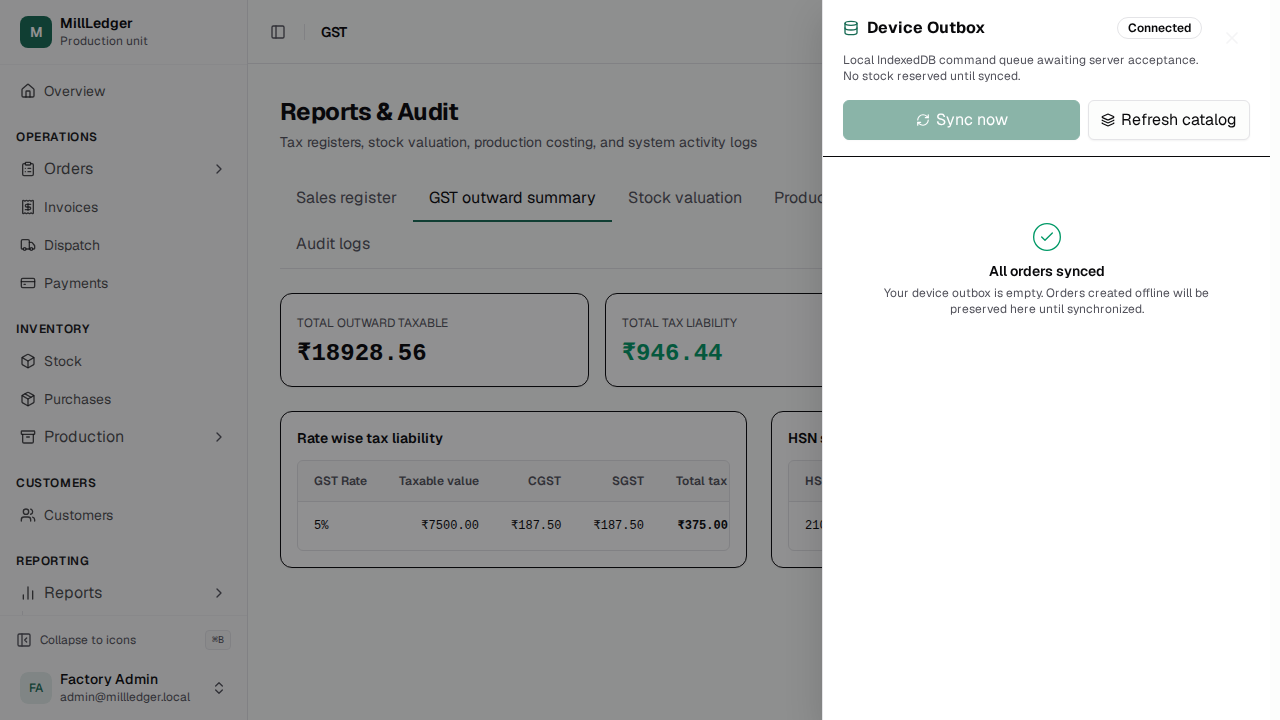 M
MillLedger
Production unit
Overview
OPERATIONS
Orders
Invoices
Dispatch
Payments
INVENTORY
Stock
Purchases
Production
CUSTOMERS
Customers
REPORTING
Reports
Collapse to icons ⌘B
FA
Factory Admin
admin@millledger.local
GST
Reports & Audit
Tax registers, stock valuation, production costing, and system activity logs
Sales register GST outward summary Stock valuation
Audit logs
TOTAL OUTWARD TAXABLE
₹18928.56
TOTAL TAX LIABILITY
₹946.44
Rate wise tax liability
GST Rate Taxable value CGST SGST Total tax
5% ₹7500.00 ₹187.50 ₹187.50 ₹375.00
HSN
Device Outbox Connected
Local IndexedDB command queue awaiting server acceptance.
No stock reserved until synced.
Sync now Refresh catalog
All orders synced
Your device outbox is empty. Orders created offline will be
preserved here until synchronized.